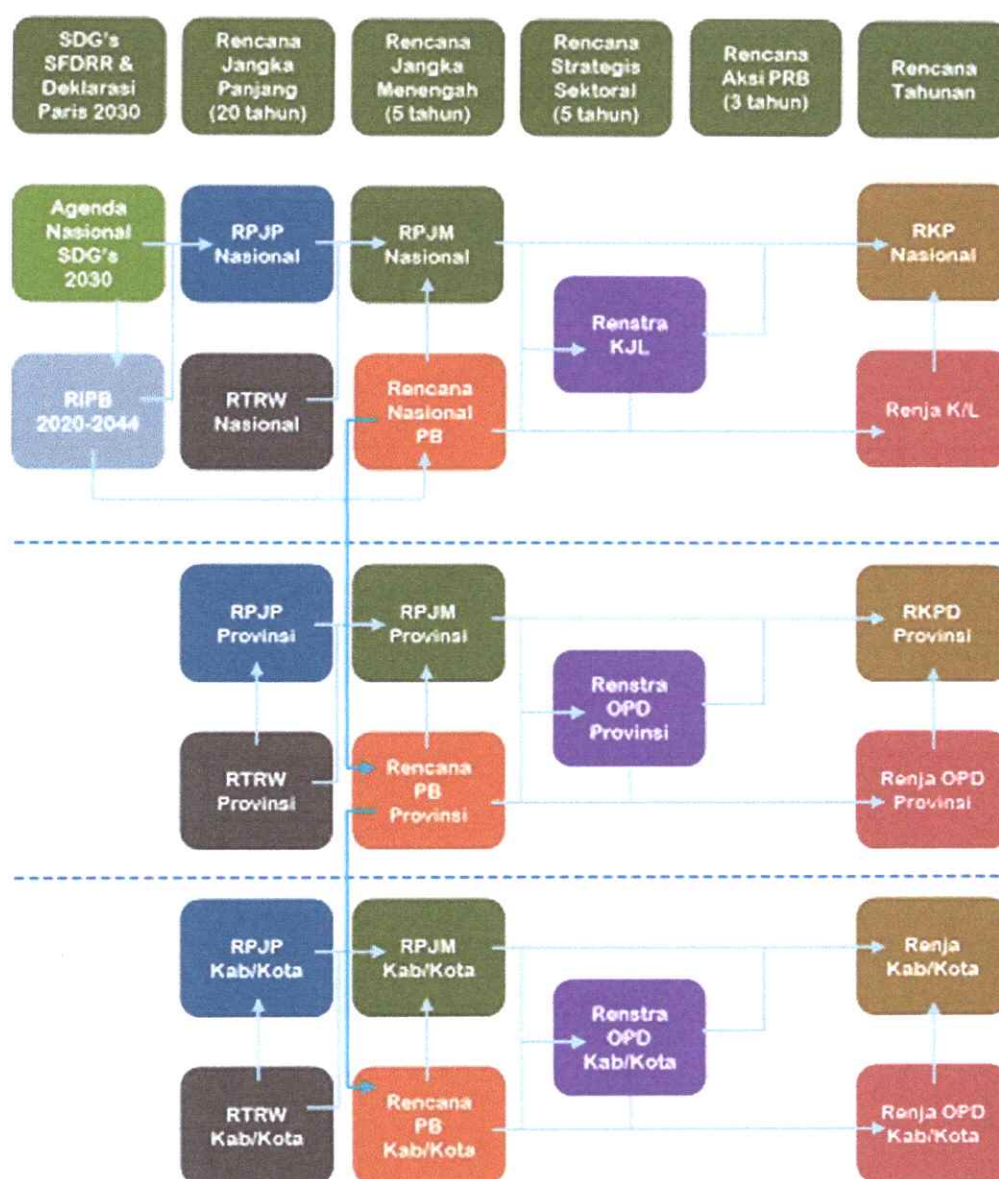 SDG's
SFDRR &
Deklarasi
Paris 2030
Rencana
Jangka
Panjang
(20 tahun)
Rencana
Jangka
Menengah
(5 tahun)
Rencana
Strategis
Sektoral
(5 tahun)
Rencana
Aksi PRB
(3 tahun)
Rencana
Tahunan
Agenda
Nasional
SDG's
2030
RPJP
Nasional
RPJM
Nasional
RKP
Nasional
Renstra
KJL
RIPB
2020-2044
RTRW
Nasional
Rencana
Nasional
PB
Renja K/L
RPJP
Provinsi
RPJM
Provinsi
RKPD
Provinsi
Renstra
OPD
Provinsi
RTRW
Provinsi
Rencana
PB
Provinsi
Renja OPD
Provinsi
RPJP
Kab/Kota
RPJM
Kab/Kota
Renja
Kab/Kota
Renstra
OPD
Kab/Kota
RTRW
Kab/Kota
Rencana
PB
Kab/Kota
Renja OPD
Kab/Kota